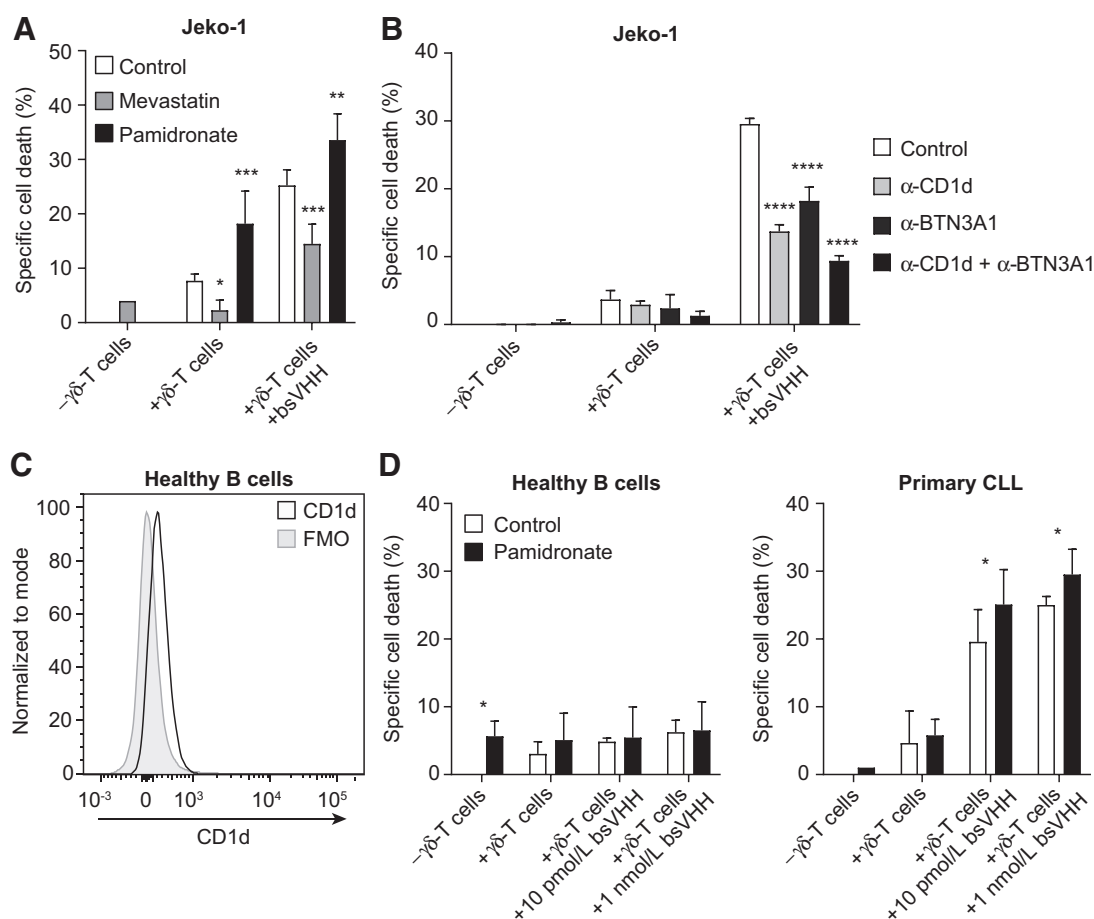 A
Jeko-1
Specific cell death (%)
50
40
30
20
10
0
Control
Mevastatin
Pamidronate
*
***
***
**
−γδ-T cells
+γδ-T cells
+γδ-T cells
+bsVHH
B
Jeko-1
Specific cell death (%)
40
30
20
10
0
****
****
****
Control
α-CD1d
α-BTN3A1
α-CD1d + α-BTN3A1
−γδ-T cells
+γδ-T cells
+γδ-T cells
+bsVHH
C
Healthy B cells
Normalized to mode
100
80
60
40
20
0
CD1d
FMO
10-3 0 10³ 10⁴ 10⁵
CD1d
D
Healthy B cells
Specific cell death (%)
40
30
20
10
0
Control
Pamidronate
*
−γδ-T cells
+γδ-T cells
+γδ-T cells
+10 pmol/L bsVHH
+γδ-T cells
+1 nmol/L bsVHH
Primary CLL
Specific cell death (%)
40
30
20
10
0
*
*
−γδ-T cells
+γδ-T cells
+γδ-T cells
+10 pmol/L bsVHH
+γδ-T cells
+1 nmol/L bsVHH